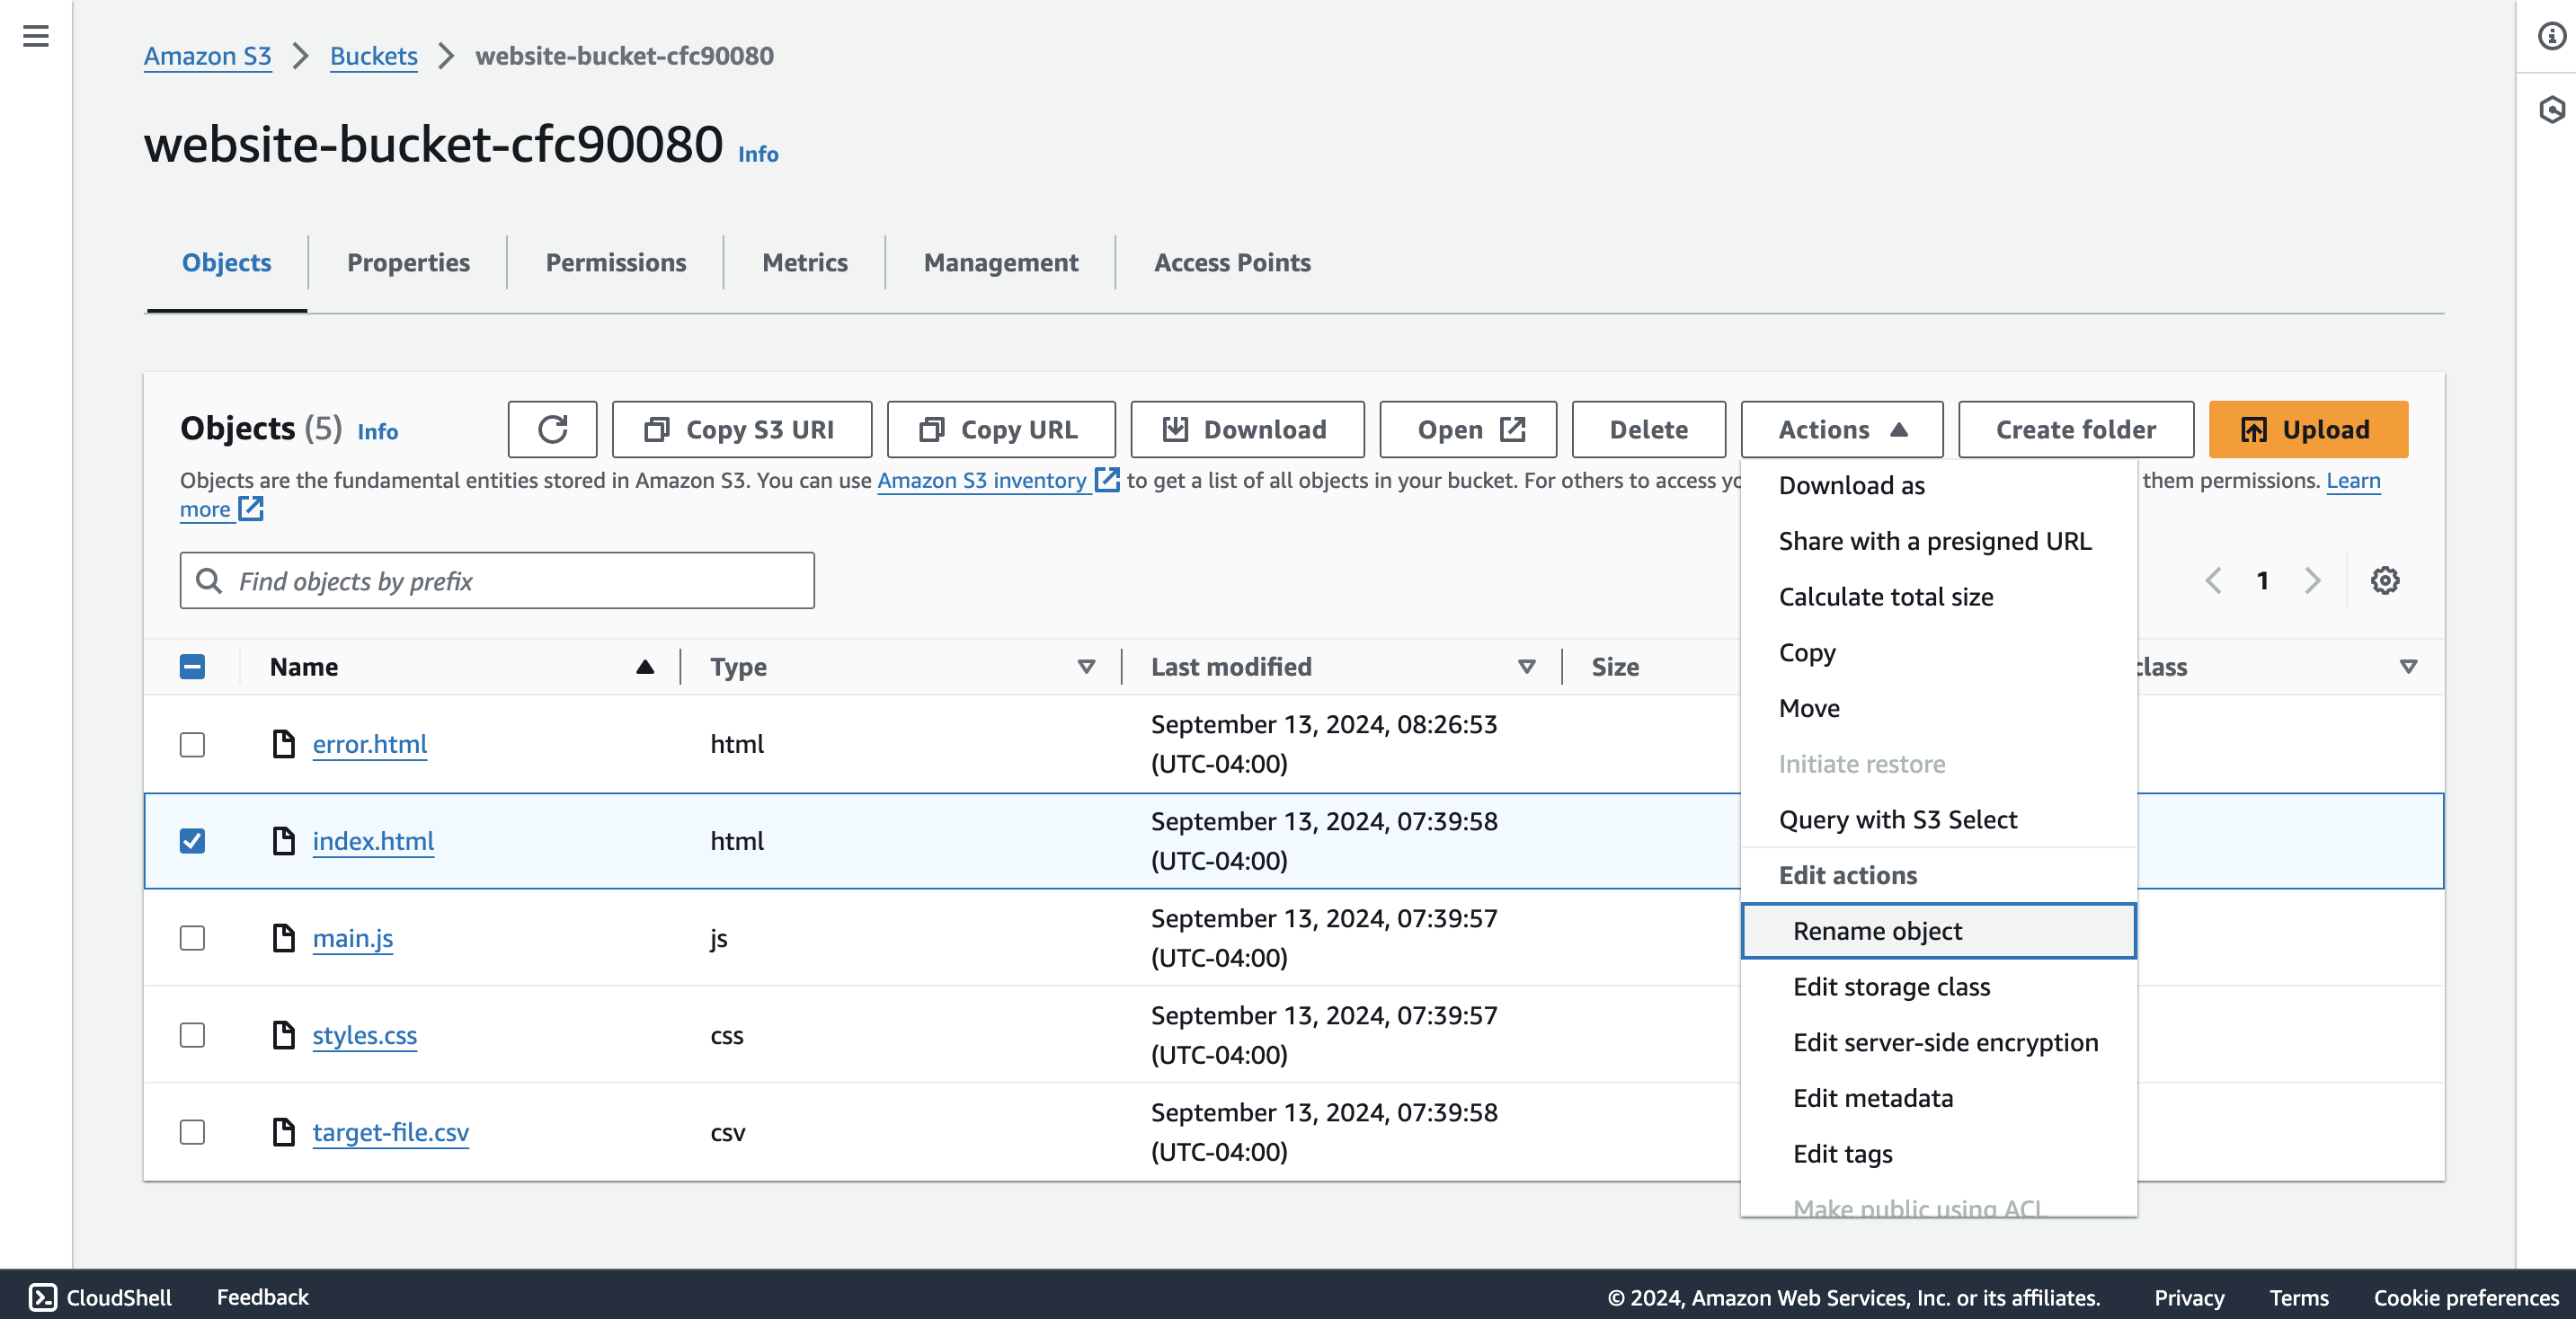 Amazon S3 Buckets website-bucket-cfc90080
website-bucket-cfc90080 Info
Objects Properties Permissions Metrics Management Access Points
Objects (5) Info Copy S3 URI Copy URL Download Open Delete Actions Create folder Upload
Objects are the fundamental entities stored in Amazon S3. You can use Amazon S3 inventory to get a list of all objects in your bucket. For others to access them permissions. Learn
more
Find objects by prefix
1
Name Type Last modified Size class
error.html html September 13, 2024, 08:26:53
(UTC-04:00)
index.html html September 13, 2024, 07:39:58
(UTC-04:00)
main.js js September 13, 2024, 07:39:57
(UTC-04:00)
styles.css css September 13, 2024, 07:39:57
(UTC-04:00)
target-file.csv csv September 13, 2024, 07:39:58
(UTC-04:00)
Download as
Share with a presigned URL
Calculate total size
Copy
Move
Initiate restore
Query with S3 Select
Edit actions
Rename object
Edit storage class
Edit server-side encryption
Edit metadata
Edit tags
Make public using ACL
CloudShell Feedback © 2024, Amazon Web Services, Inc. or its affiliates. Privacy Terms Cookie preferences